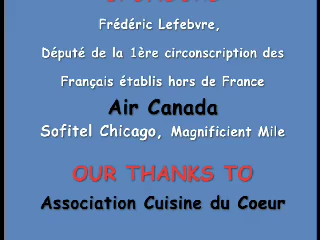 SPONSORS
Frédéric Lefebvre,
Député de la 1ère circonscription des
Français établis hors de France
Air Canada
Sofitel Chicago, Magnificient Mile
OUR THANKS TO
Association Cuisine du Coeur